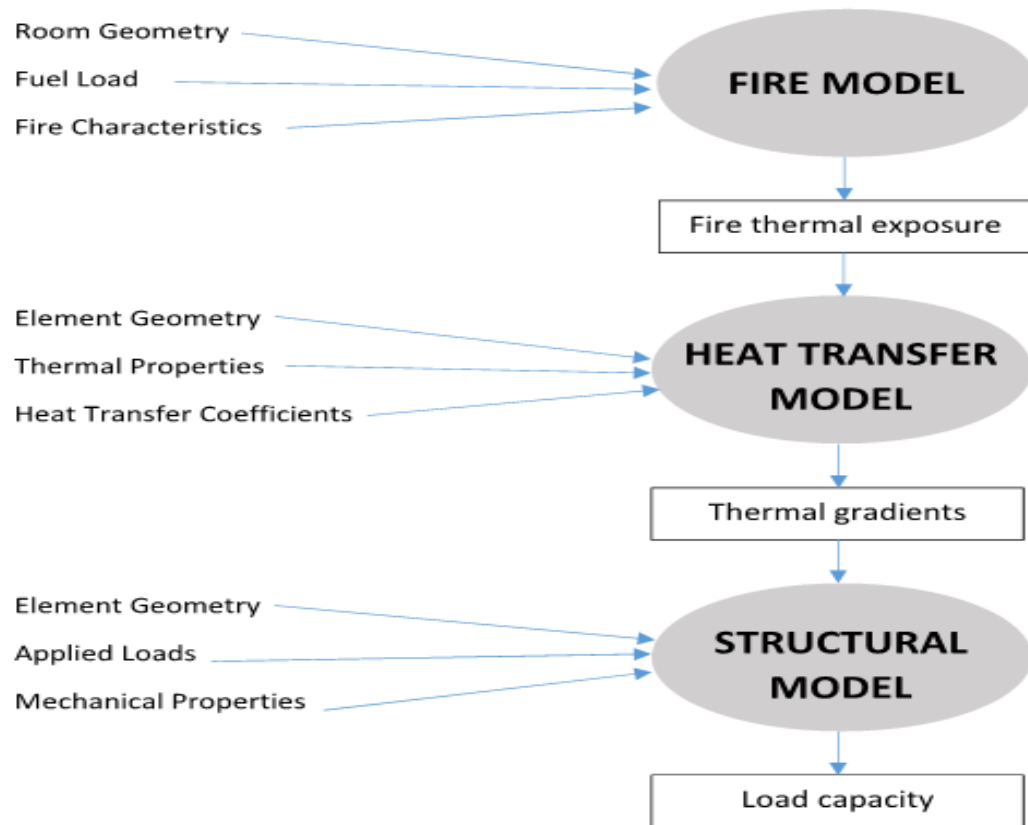 Room Geometry
Fuel Load
Fire Characteristics
FIRE MODEL
Fire thermal exposure
Element Geometry
Thermal Properties
Heat Transfer Coefficients
HEAT TRANSFER
MODEL
Thermal gradients
Element Geometry
Applied Loads
Mechanical Properties
STRUCTURAL
MODEL
Load capacity